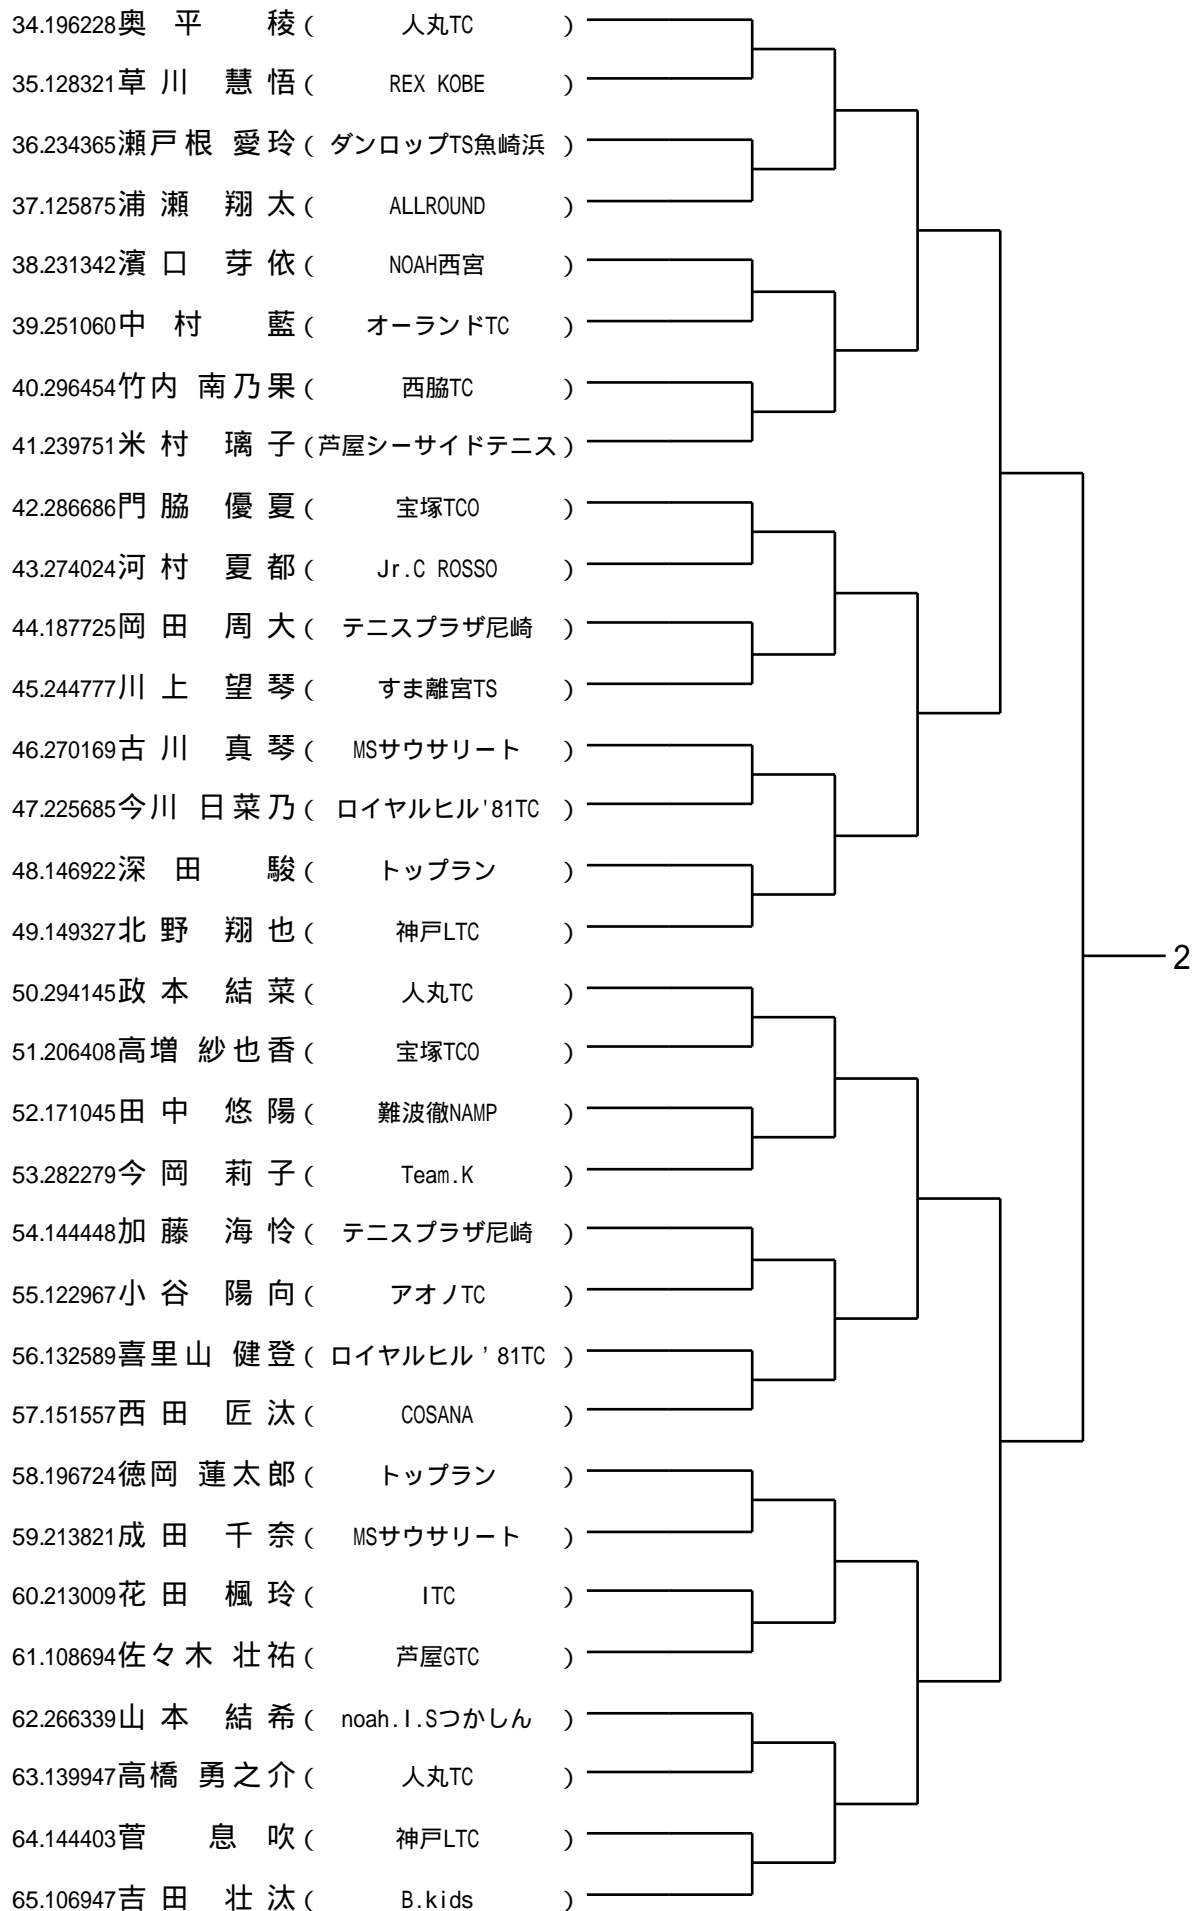 34.196228奥 平 稜(人丸TC)
35.128321草 川 慧 悟(REX KOBE)
36.234365瀬戸根 愛玲(ダンロップTS魚崎浜)
37.125875浦 瀬 翔 太(ALLROUND)
38.231342濱 口 芽 依(NOAH西宮)
39.251060中 村 藍(オーランドTC)
40.296454竹内 南乃果(西脇TC)
41.239751米 村 璃 子(芦屋シーサイドテニス)
42.286686門 脇 優 夏(宝塚TCO)
43.274024河 村 夏 都(Jr.C ROSSO)
44.187725岡 田 周 大(テニスプラザ尼崎)
45.244777川 上 望 琴(すま離宮TS)
46.270169古 川 真 琴(MSサウサリート)
47.225685今川 日菜乃(ロイヤルヒル'81TC)
48.146922深 田 駿(トップラン)
49.149327北 野 翔 也(神戸LTC)
2
50.294145政 本 結 菜(人丸TC)
51.206408高増 紗也香(宝塚TCO)
52.171045田 中 悠 陽(難波徹NAMP)
53.282279今 岡 莉 子(Team.K)
54.144448加 藤 海 怜(テニスプラザ尼崎)
55.122967小 谷 陽 向(アオノTC)
56.132589喜里山 健登(ロイヤルヒル’81TC)
57.151557西 田 匠 汰(COSANA)
58.196724徳岡 蓮太郎(トップラン)
59.213821成 田 千 奈(MSサウサリート)
60.213009花 田 楓 玲(ITC)
61.108694佐々木 壮祐(芦屋GTC)
62.266339山 本 結 希(noah.I.Sつかしん)
63.139947高橋 勇之介(人丸TC)
64.144403菅 息 吹(神戸LTC)
65.106947吉 田 壮 汰(B.kids)